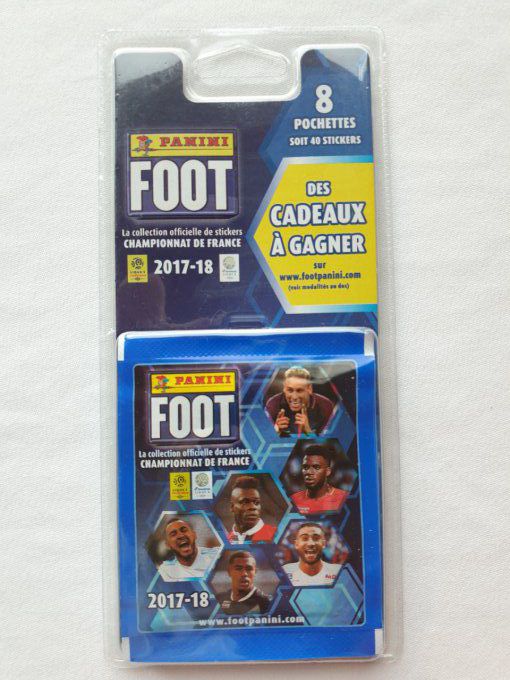 8
POCHETTES
SOIT 40 STICKERS
PANINI
FOOT
La collection officielle de stickers
CHAMPIONNAT DE FRANCE
2017-18
DES
CADEAUX
À GAGNER
sur
www.footpanini.com
(voir modalités au dos)
PANINI
FOOT
La collection officielle de stickers
CHAMPIONNAT DE FRANCE
2017-18
www.footpanini.com